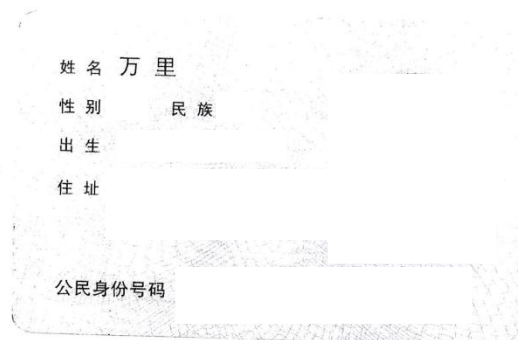 姓名 万里
性别 民族
出生
住址
公民身份号码